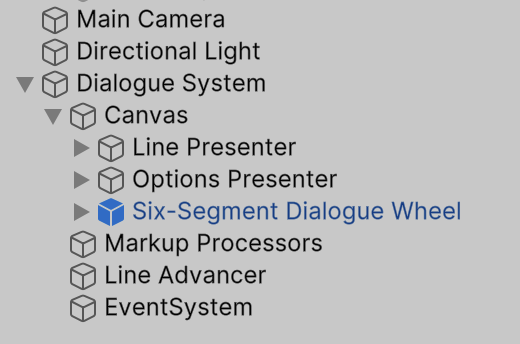 Main Camera
Directional Light
Dialogue System
Canvas
Line Presenter
Options Presenter
Six-Segment Dialogue Wheel
Markup Processors
Line Advancer
EventSystem